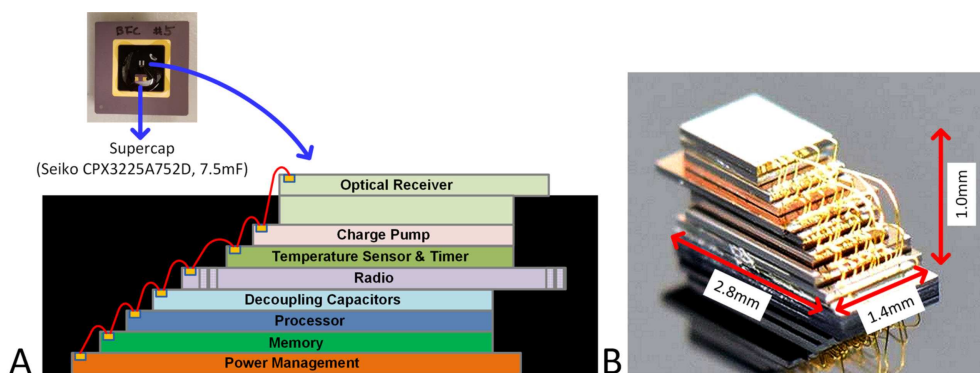 BFC #5
Supercap
(Seiko CPX3225A752D, 7.5mF)
Optical Receiver
Charge Pump
Temperature Sensor & Timer
Radio
Decoupling Capacitors
Processor
Memory
Power Management
A
B
1.0mm
2.8mm
1.4mm